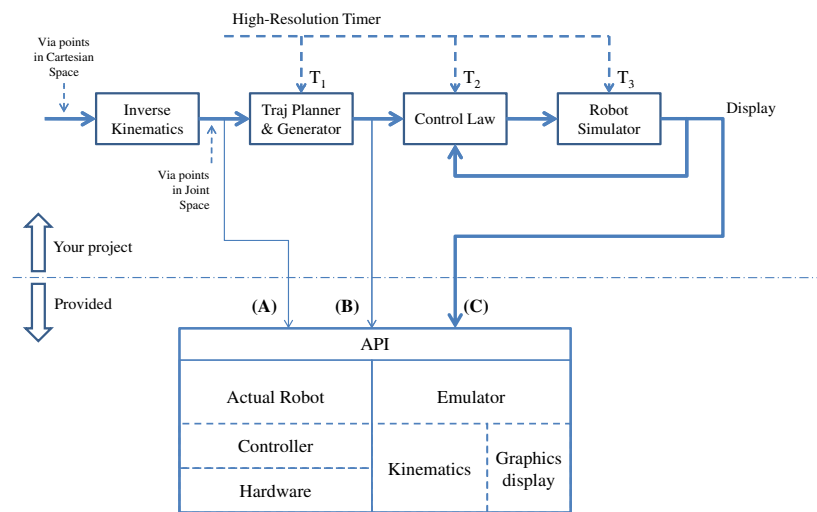 High-Resolution Timer
Via points
in Cartesian
Space
T1
T2
T3
Inverse
Kinematics
Traj Planner
& Generator
Control Law
Robot
Simulator
Display
Via points
in Joint
Space
Your project
Provided
(A)
(B)
(C)
API
Actual Robot
Emulator
Controller
Kinematics
Graphics
display
Hardware